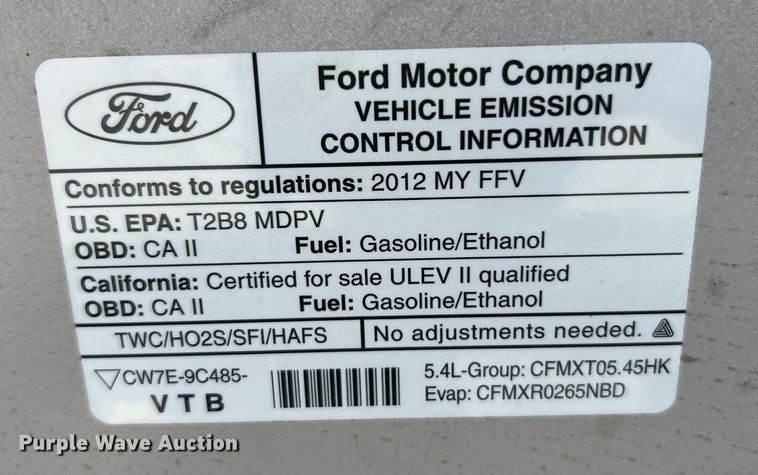 Ford
Ford Motor Company
VEHICLE EMISSION
CONTROL INFORMATION
Conforms to regulations: 2012 MY FFV
U.S. EPA: T2B8 MDPV
OBD: CA II Fuel: Gasoline/Ethanol
California: Certified for sale ULEV II qualified
OBD: CA II Fuel: Gasoline/Ethanol
TWC/HO2S/SFI/HAFS No adjustments needed.
▽CW7E-9C485- 5.4L-Group: CFMXT05.45HK
VTB Evap: CFMXR0265NBD
Purple Wave Auction